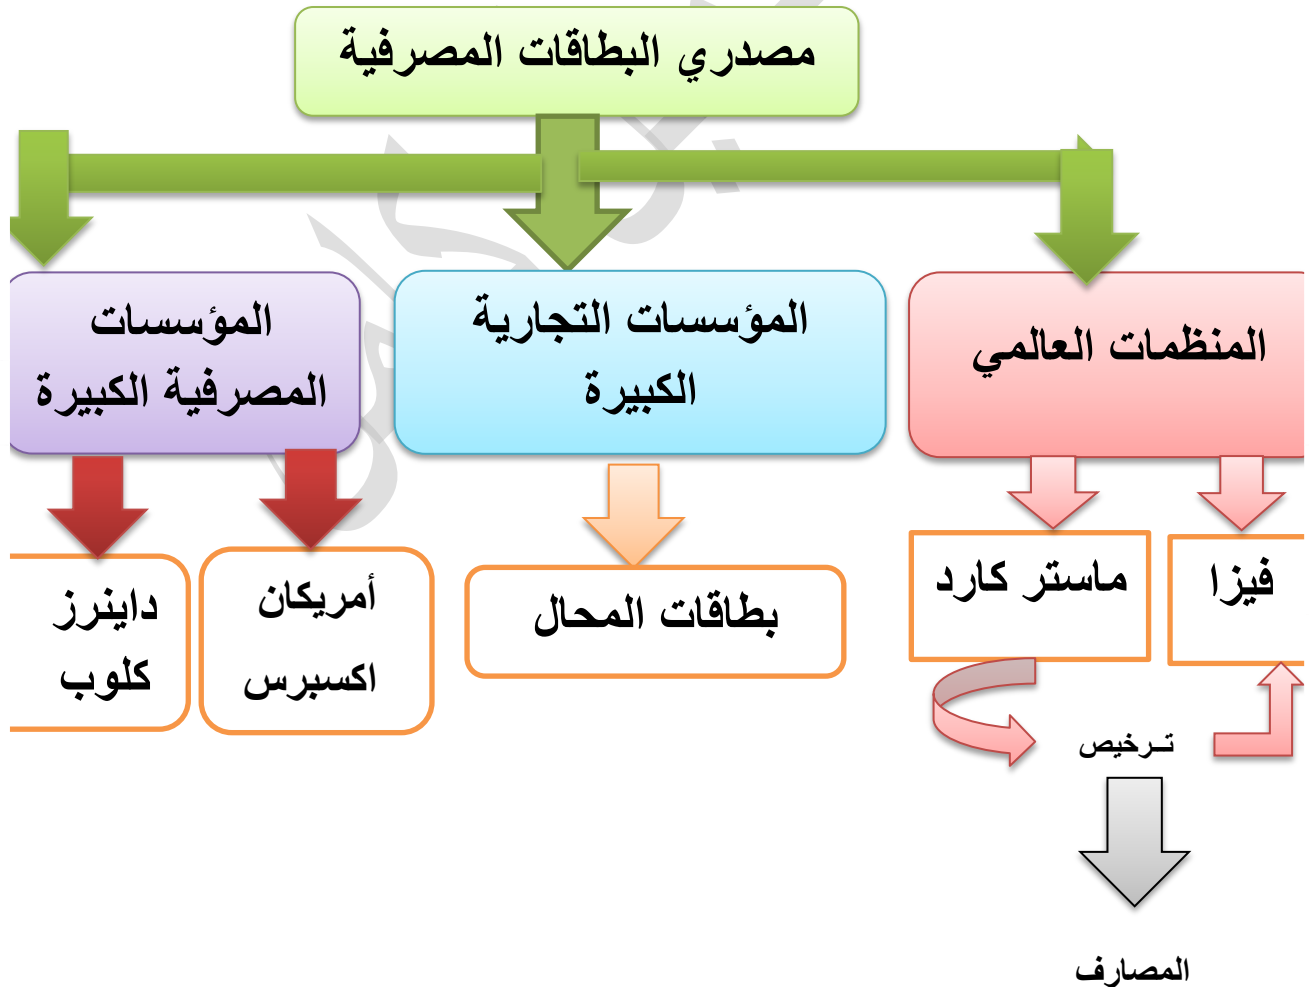 مصدري البطاقات المصرفية
المنظمات العالمي
المؤسسات التجارية
الكبيرة
المؤسسات
المصرفية الكبيرة
فيزا
ماستر كارد
بطاقات المحال
أمريكان
اكسبرس
داينرز
كلوب
تـرخيص
المصارف